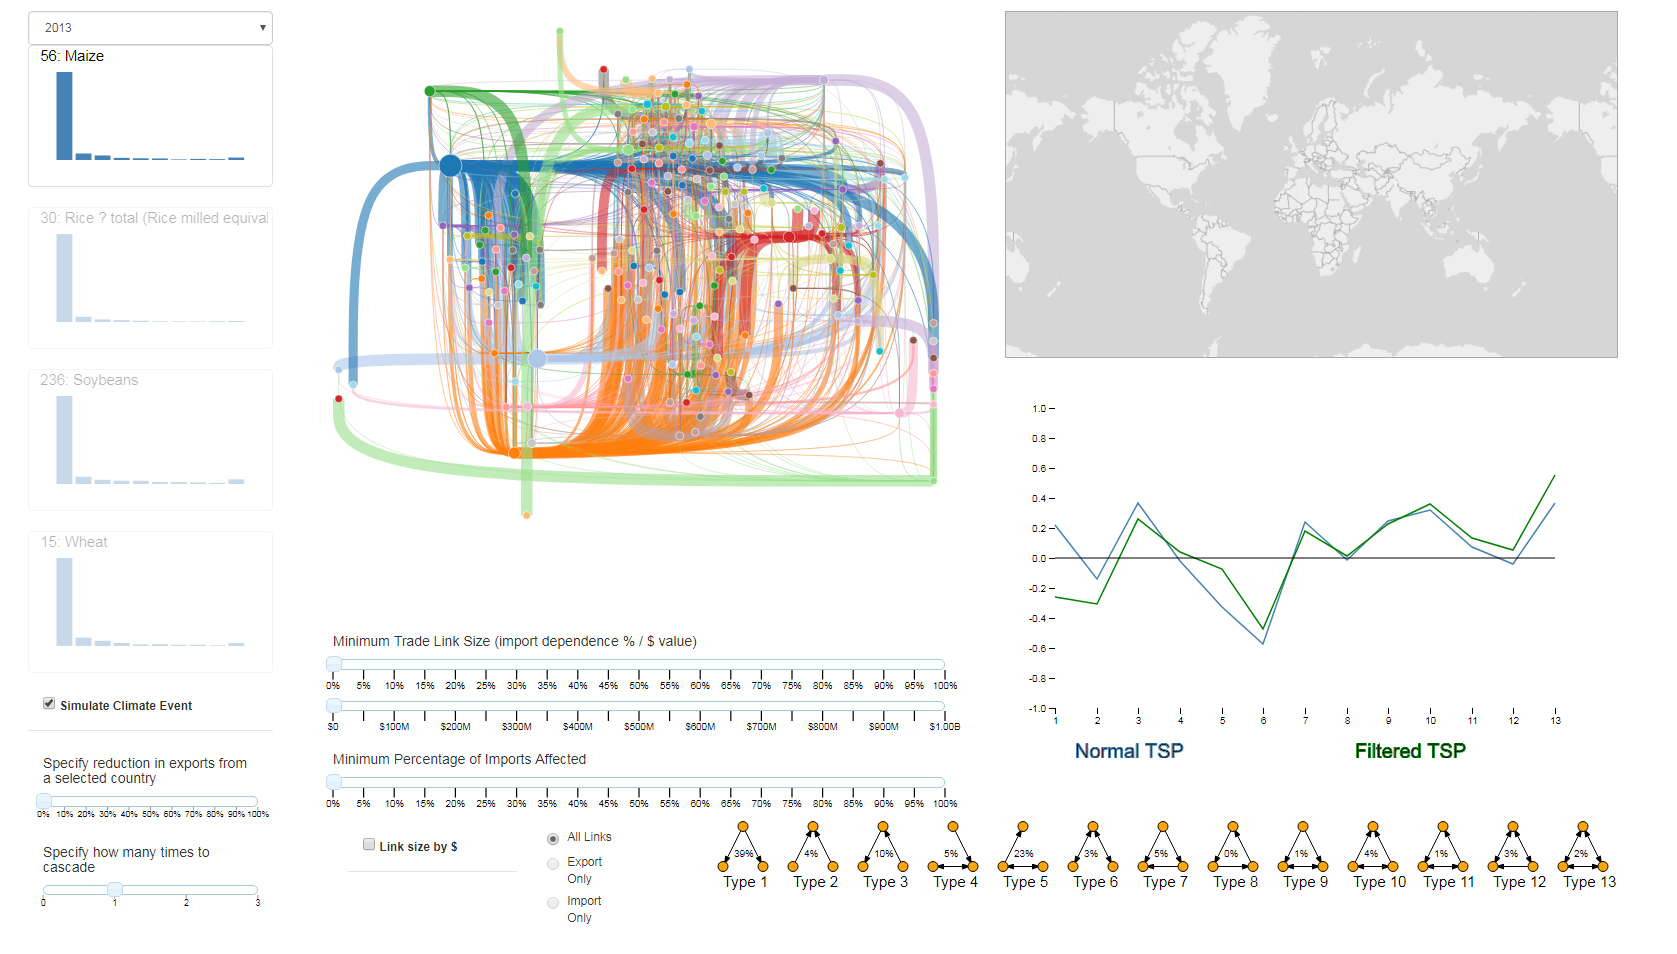 2013
56: Maize
30: Rice ? total (Rice milled equival
236: Soybeans
15: Wheat
Simulate Climate Event
Specify reduction in exports from
a selected country
0% 10% 20% 30% 40% 50% 60% 70% 80% 90% 100%
Specify how many times to
cascade
0 1 2 3
Minimum Trade Link Size (import dependence % / $ value)
0% 5% 10% 15% 20% 25% 30% 35% 40% 45% 50% 55% 60% 65% 70% 75% 80% 85% 90% 95% 100%
$0 $100M $200M $300M $400M $500M $600M $700M $800M $900M $1.00B
Minimum Percentage of Imports Affected
0% 5% 10% 15% 20% 25% 30% 35% 40% 45% 50% 55% 60% 65% 70% 75% 80% 85% 90% 95% 100%
Link size by $
All Links
Export
Only
Import
Only
1.0
0.8
0.6
0.4
0.2
0.0
-0.2
-0.4
-0.6
-0.8
-1.0
1 2 3 4 5 6 7 8 9 10 11 12 13
Normal TSP Filtered TSP
39% 4% 10% 5% 23% 3% 5% 0% 1% 4% 1% 3% 2%
Type 1 Type 2 Type 3 Type 4 Type 5 Type 6 Type 7 Type 8 Type 9 Type 10 Type 11 Type 12 Type 13